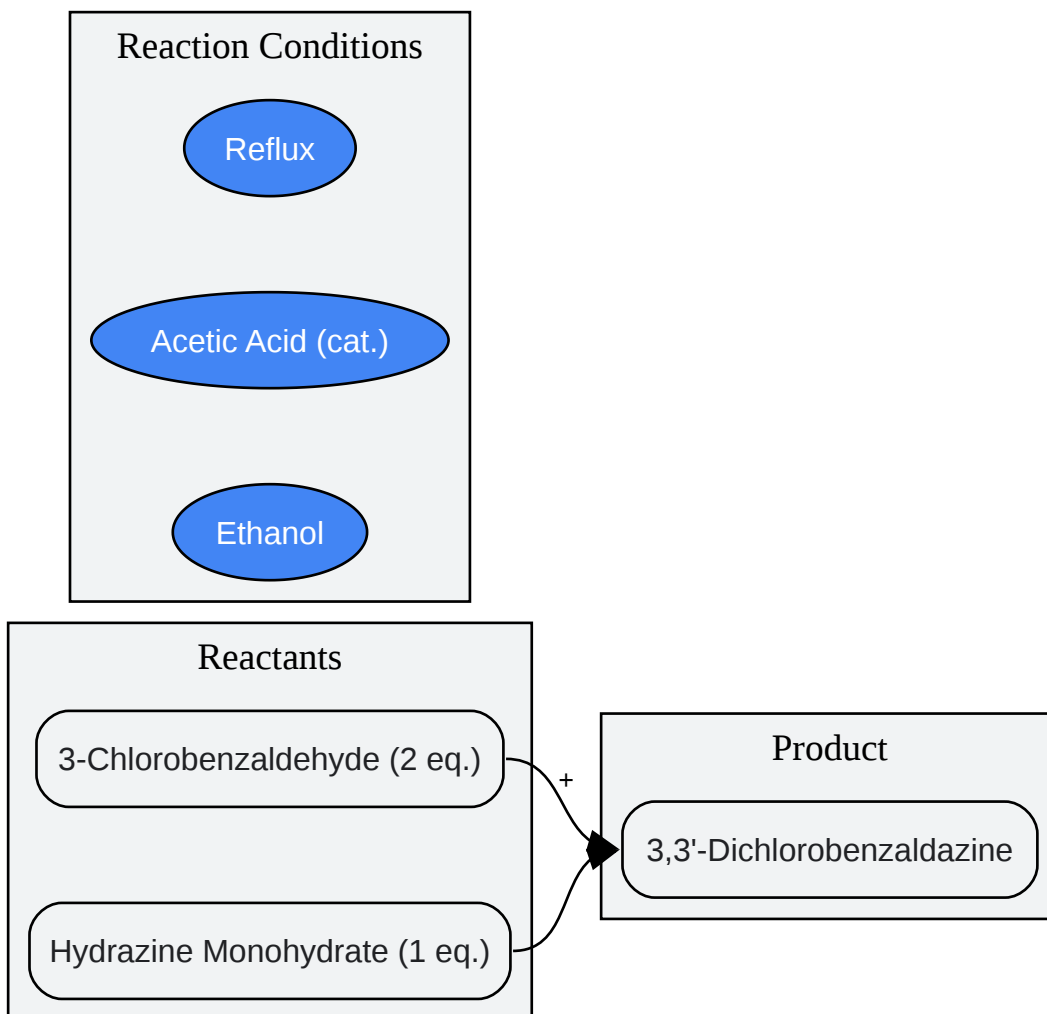 Reaction Conditions
Reflux
Acetic Acid (cat.)
Ethanol
Reactants
3-Chlorobenzaldehyde (2 eq.)
+
Hydrazine Monohydrate (1 eq.)
Product
3,3'-Dichlorobenzaldazine